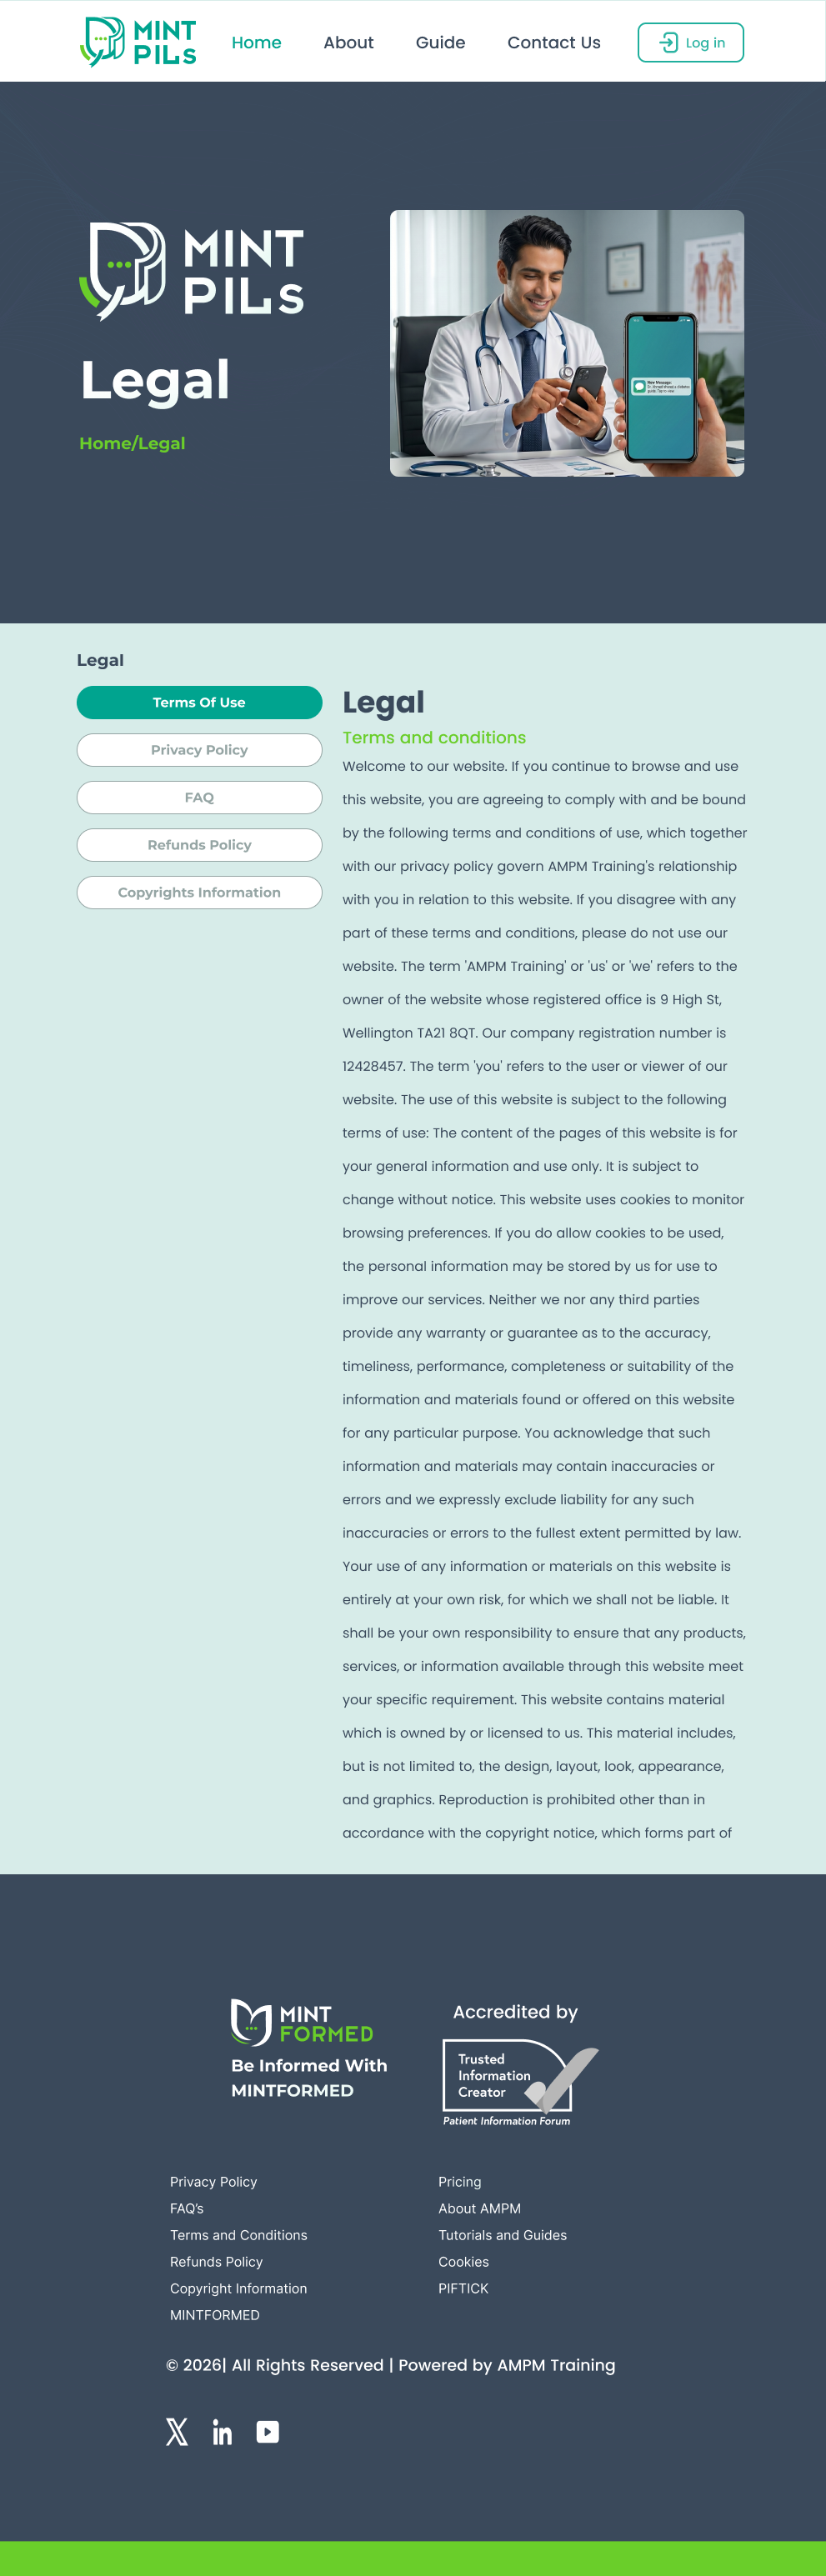 MINT
PILS
Home
About
Guide
Contact Us
Log in
MINT
PILS
Legal
Home/Legal
New Message:
Legal
Terms Of Use
Privacy Policy
FAQ
Refunds Policy
Copyrights Information
Legal
Terms and conditions
Welcome to our website. If you continue to browse and use
this website, you are agreeing to comply with and be bound
by the following terms and conditions of use, which together
with our privacy policy govern AMPM Training's relationship
with you in relation to this website. If you disagree with any
part of these terms and conditions, please do not use our
website. The term 'AMPM Training' or 'us' or 'we' refers to the
owner of the website whose registered office is 9 High St,
Wellington TA21 8QT. Our company registration number is
12428457. The term 'you' refers to the user or viewer of our
website. The use of this website is subject to the following
terms of use: The content of the pages of this website is for
your general information and use only. It is subject to
change without notice. This website uses cookies to monitor
browsing preferences. If you do allow cookies to be used,
the personal information may be stored by us for use to
improve our services. Neither we nor any third parties
provide any warranty or guarantee as to the accuracy,
timeliness, performance, completeness or suitability of the
information and materials found or offered on this website
for any particular purpose. You acknowledge that such
information and materials may contain inaccuracies or
errors and we expressly exclude liability for any such
inaccuracies or errors to the fullest extent permitted by law.
Your use of any information or materials on this website is
entirely at your own risk, for which we shall not be liable. It
shall be your own responsibility to ensure that any products,
services, or information available through this website meet
your specific requirement. This website contains material
which is owned by or licensed to us. This material includes,
but is not limited to, the design, layout, look, appearance,
and graphics. Reproduction is prohibited other than in
accordance with the copyright notice, which forms part of
MINT
FORMED
Be Informed With
MINTFORMED
Accredited by
Trusted
Information
Creator
Patient Information Forum
Privacy Policy
FAQ's
Terms and Conditions
Refunds Policy
Copyright Information
MINTFORMED
Pricing
About AMPM
Tutorials and Guides
Cookies
PIFTICK
© 2026| All Rights Reserved | Powered by AMPM Training